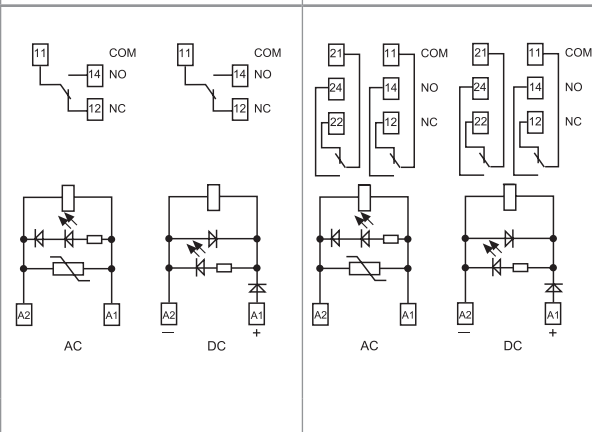 11 COM 11 COM 21 11 COM 21 11 COM
14 NO 14 NO 24 14 NO 24 14 NO
12 NC 12 NC 22 12 NC 22 12 NC
A2 A1 A2 A1 A2 A1 A2 A1
— + — +
AC DC AC DC